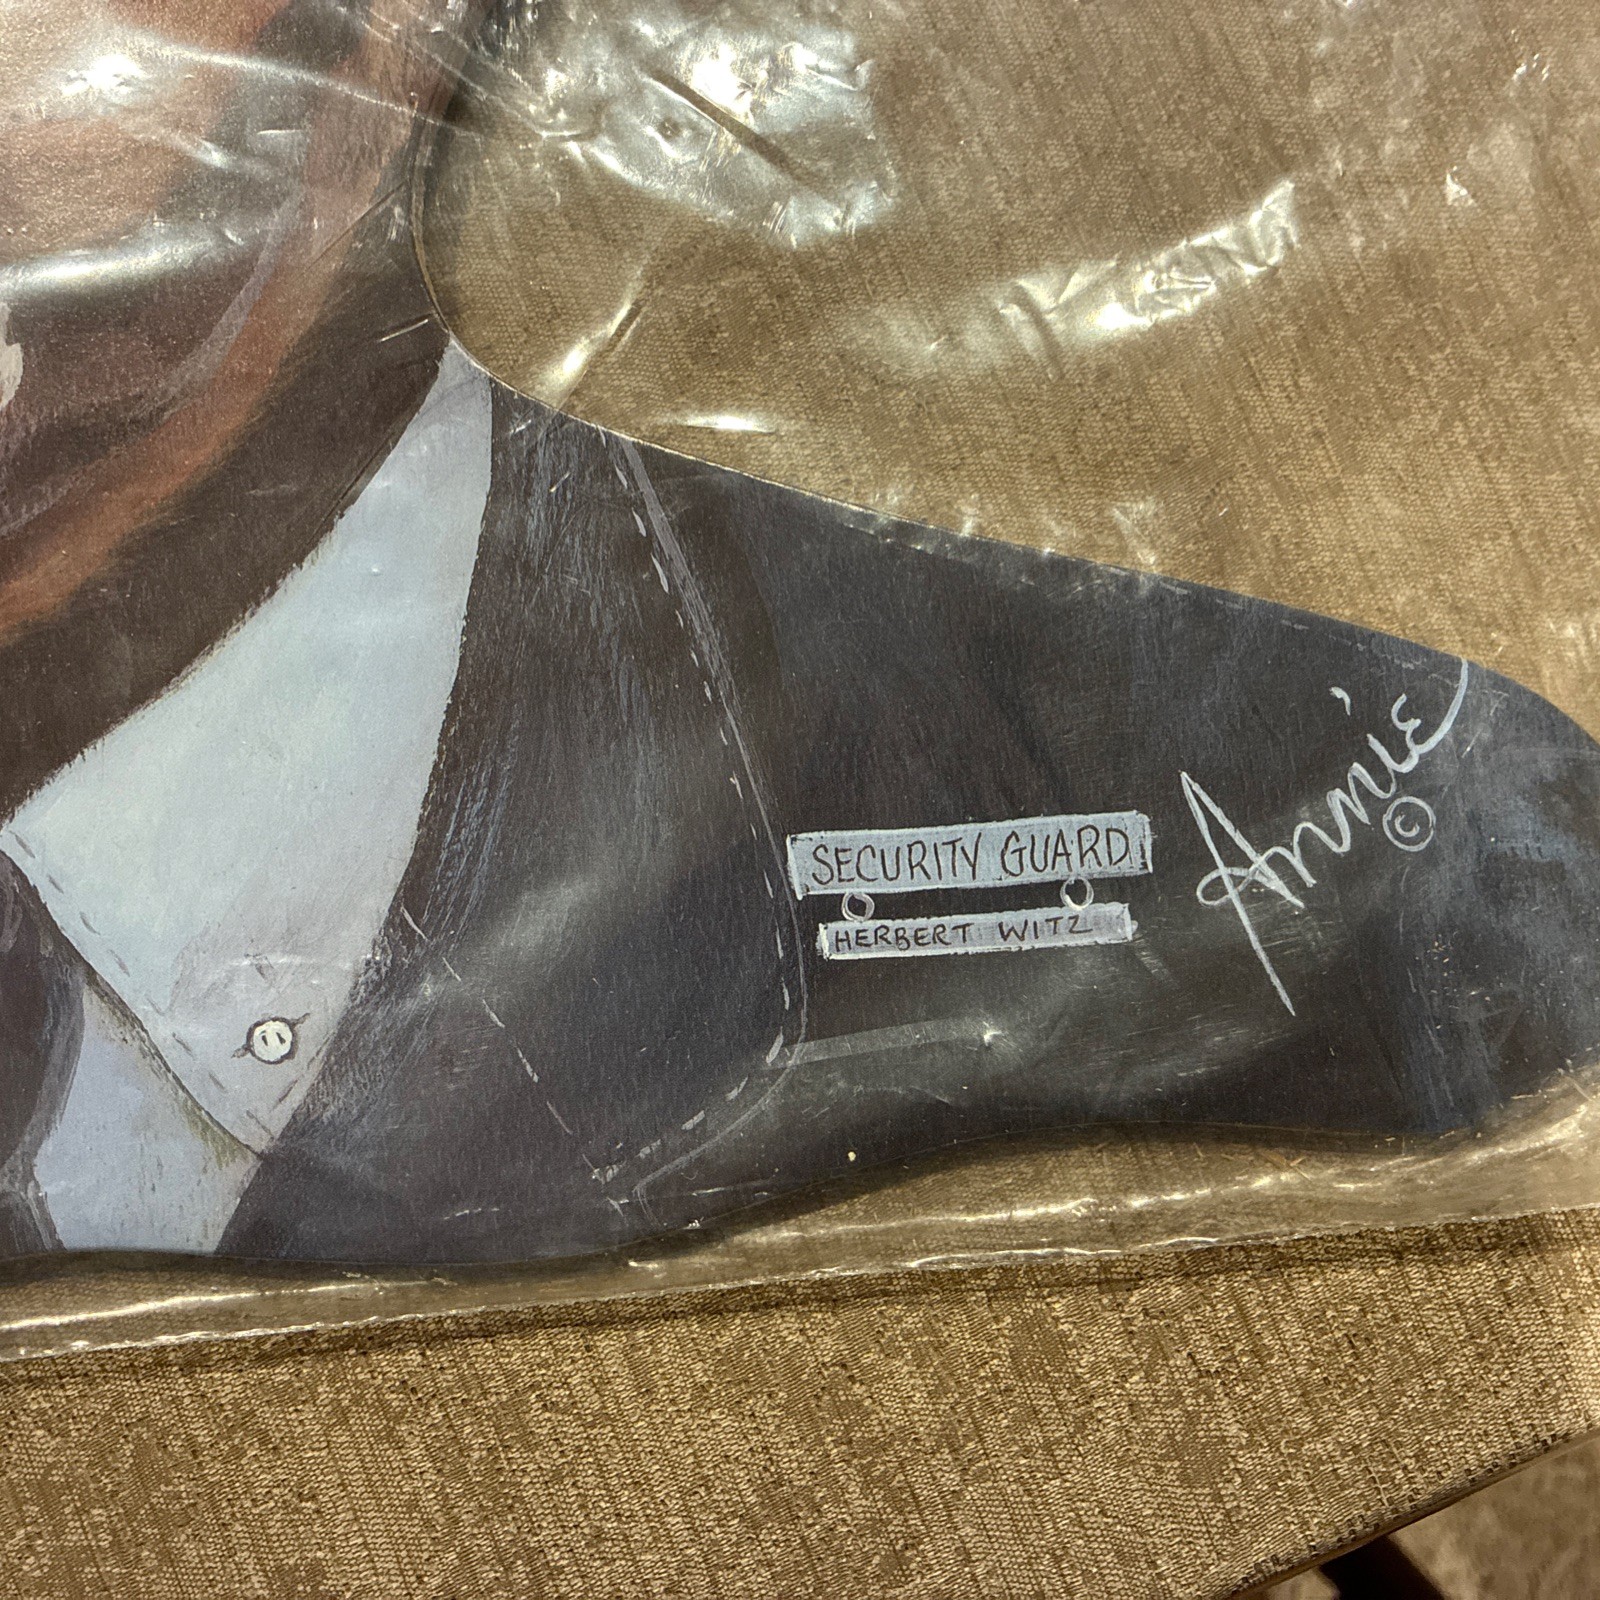 SECURITY GUARD
HERBERT WITZ
Annie
©